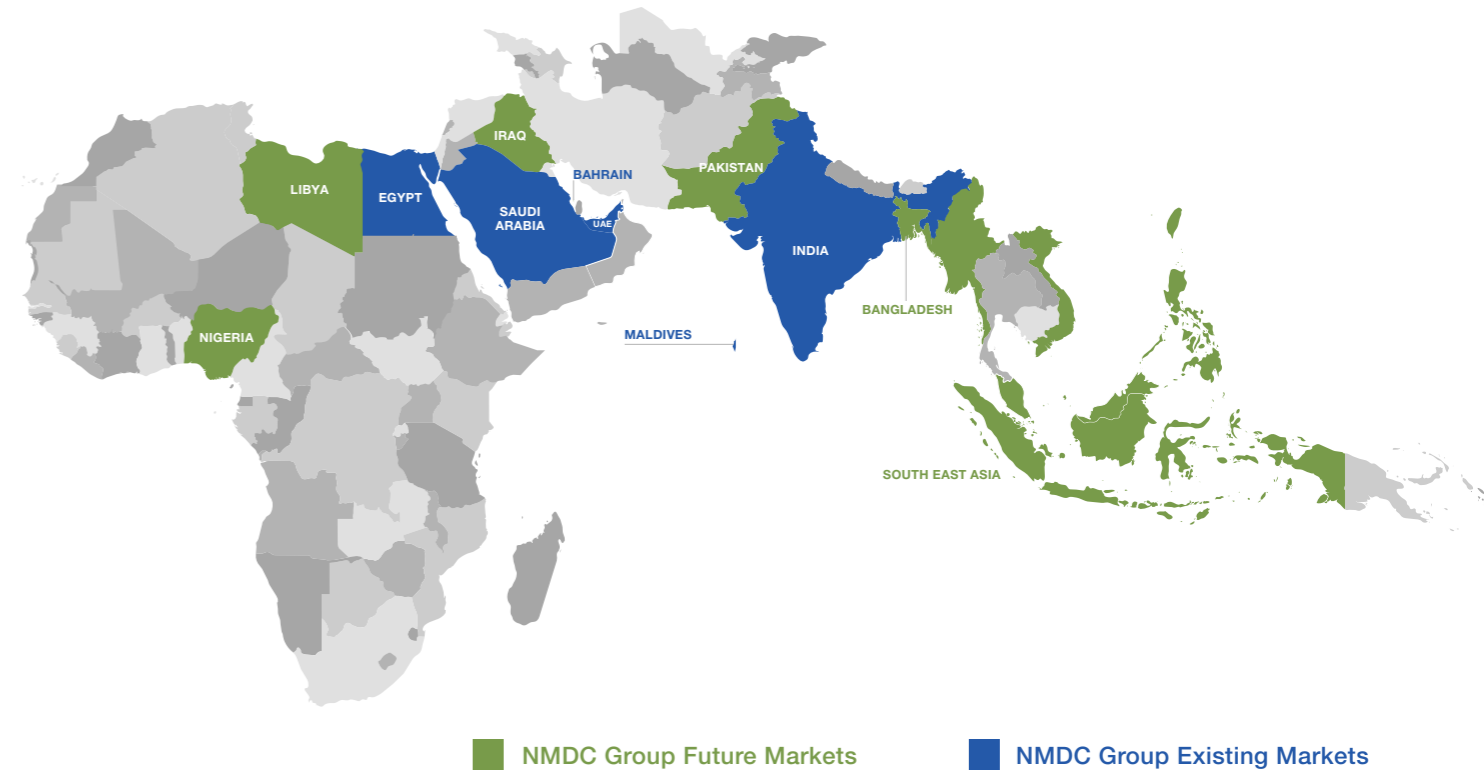 IRAQ
BAHRAIN
PAKISTAN
LIBYA
EGYPT
SAUDI
ARABIA
UAE
INDIA
BANGLADESH
NIGERIA
MALDIVES
SOUTH EAST ASIA
NMDC Group Future Markets
NMDC Group Existing Markets